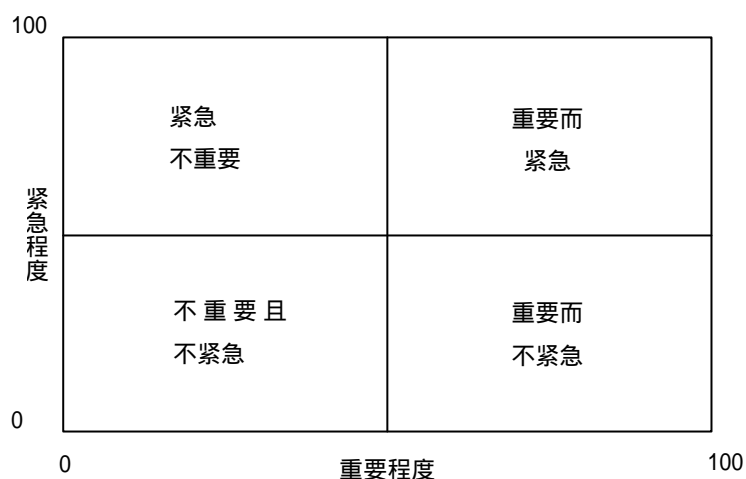 100
紧急
不重要
重要而
紧急
紧急程度
不 重 要 且
不紧急
重要而
不紧急
0
0
重要程度
100